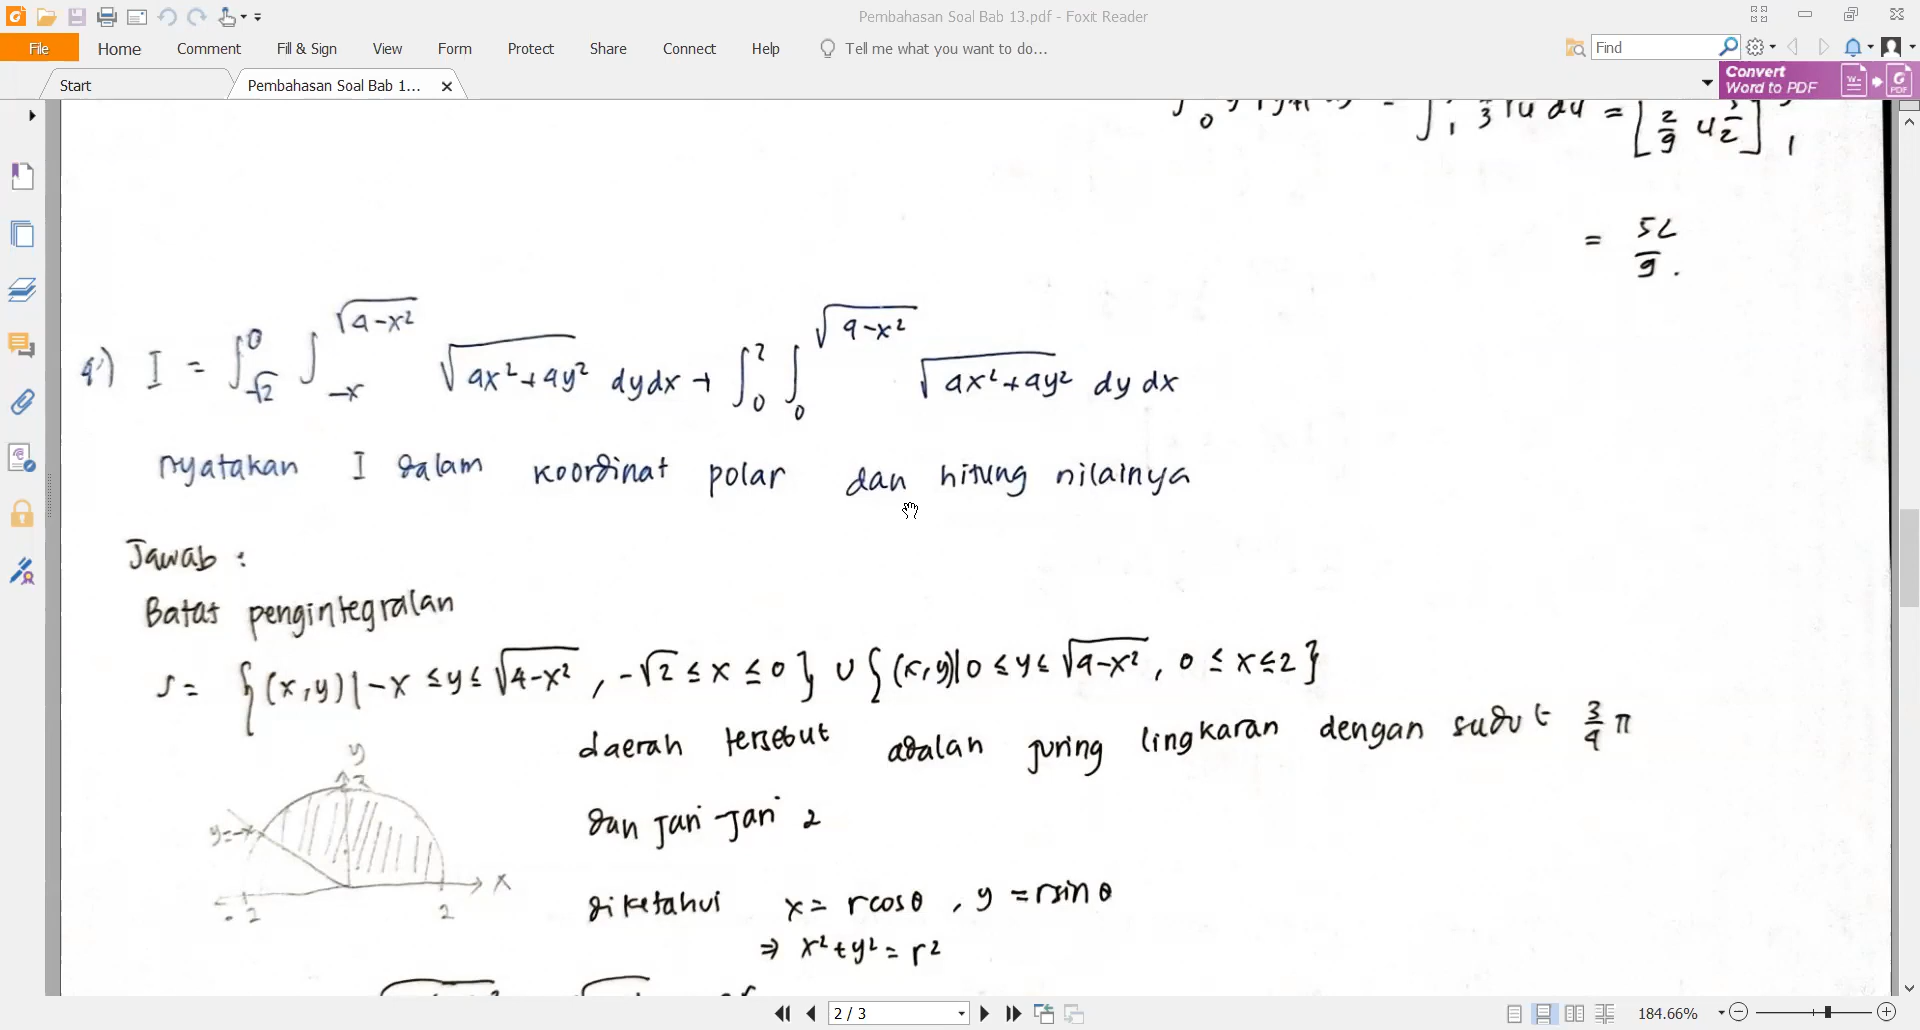 Pembahasan Soal Bab 13.pdf - Foxit Reader
File Home Comment Fill & Sign View Form Protect Share Connect Help Tell me what you want to do... Find
Start Pembahasan Soal Bab 1... Convert Word to PDF
= 52/9 .
4) I = ∫_{-√2}^{0} ∫_{-x}^{√(4-x²)} √(4x²+4y²) dy dx + ∫_{0}^{2} ∫_{0}^{√(4-x²)} √(4x²+4y²) dy dx
nyatakan I dalam koordinat polar dan hitung nilainya
Jawab :
Batas pengintegralan
S = {(x,y) | -x ≤ y ≤ √(4-x²) , -√2 ≤ x ≤ 0} ∪ {(x,y) | 0 ≤ y ≤ √(4-x²) , 0 ≤ x ≤ 2}
daerah tersebut adalah juring lingkaran dengan sudut 3/4 π
dan jari-jari 2
diketahui x = r cos θ , y = r sin θ
⇒ x² + y² = r²
y
2
y=-x
x
-2 2
2 / 3 184.66%